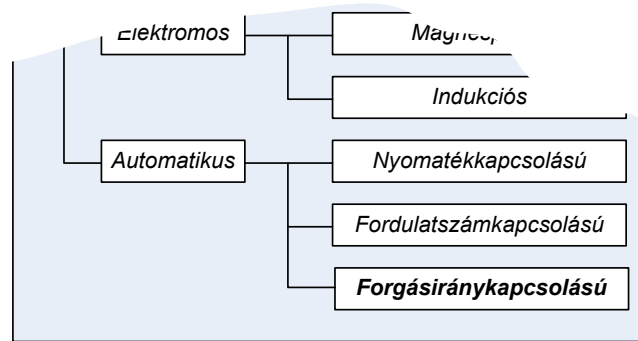 Elektromos
Indukciós
Automatikus
Nyomatékkapcsolású
Fordulatszámkapcsolású
Forgásiránykapcsolású